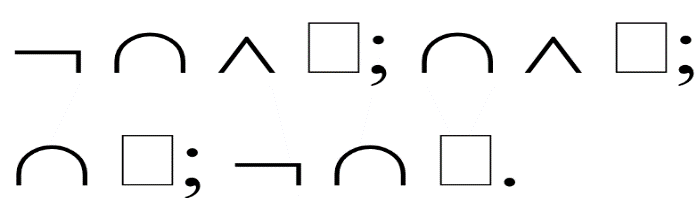 ¬ ∩ ∧ □; ∩ ∧ □;
∩ □; ¬ ∩ □.